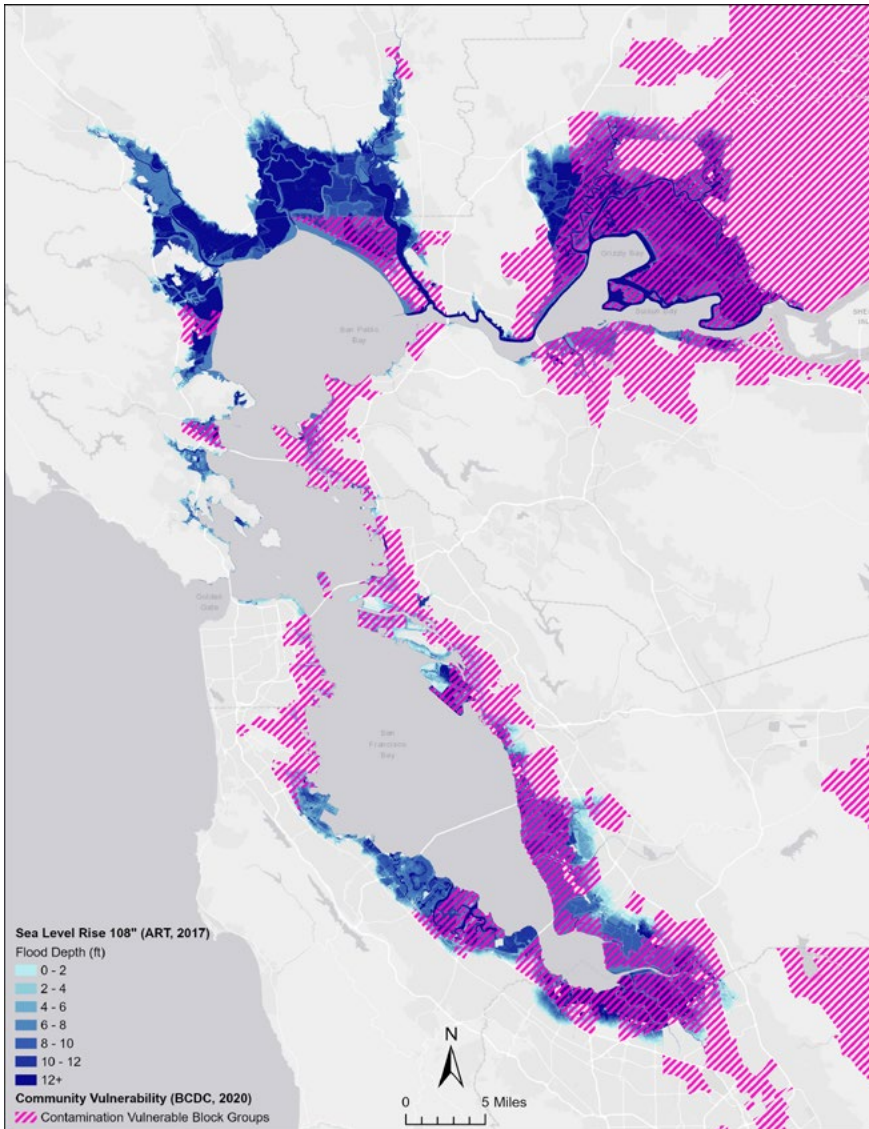 Grizzly Bay
Suisun Bay
San Pablo
Bay
Golden
Gate
San
Francisco
Bay
Sea Level Rise 108" (ART, 2017)
Flood Depth (ft)
0 - 2
2 - 4
4 - 6
6 - 8
8 - 10
10 - 12
12+
Community Vulnerability (BCDC, 2020)
Contamination Vulnerable Block Groups
N
0 5 Miles